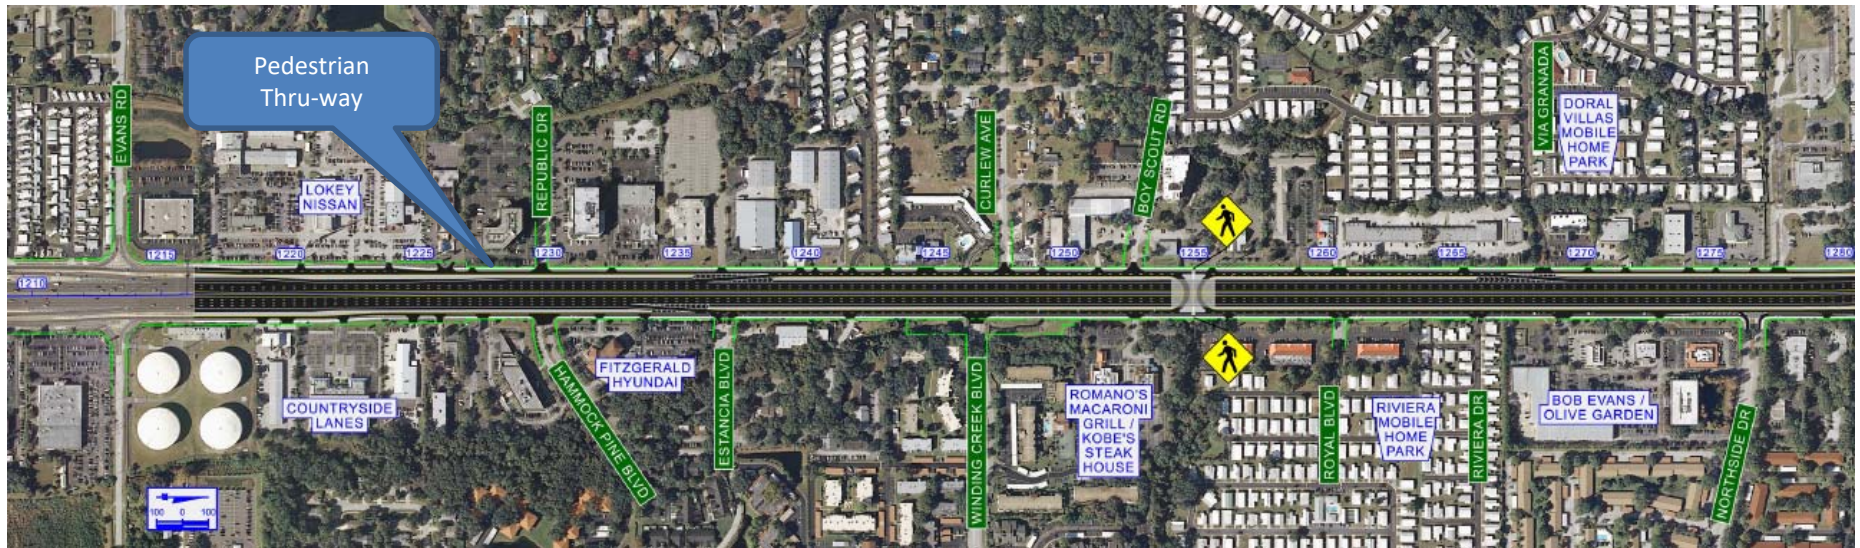 Pedestrian
Thru-way
EVANS RD
LOKEY
NISSAN
REPUBLIC DR
CURLEW AVE
BOY SCOUT RD
VIA GRANADA
DORAL
VILLAS
MOBILE
HOME
PARK
1210
1215
1220
1225
1230
1235
1240
1245
1250
1255
1260
1265
1270
1275
1280
COUNTRYSIDE
LANES
HAMMOCK PINE BLVD
FITZGERALD
HYUNDAI
ESTANCIA BLVD
WINDING CREEK BLVD
ROMANO'S
MACARONI
GRILL /
KOBE'S
STEAK
HOUSE
ROYAL BLVD
RIVIERA
MOBILE
HOME
PARK
RIVIERA DR
BOB EVANS /
OLIVE GARDEN
NORTHSIDE DR
100 0 100